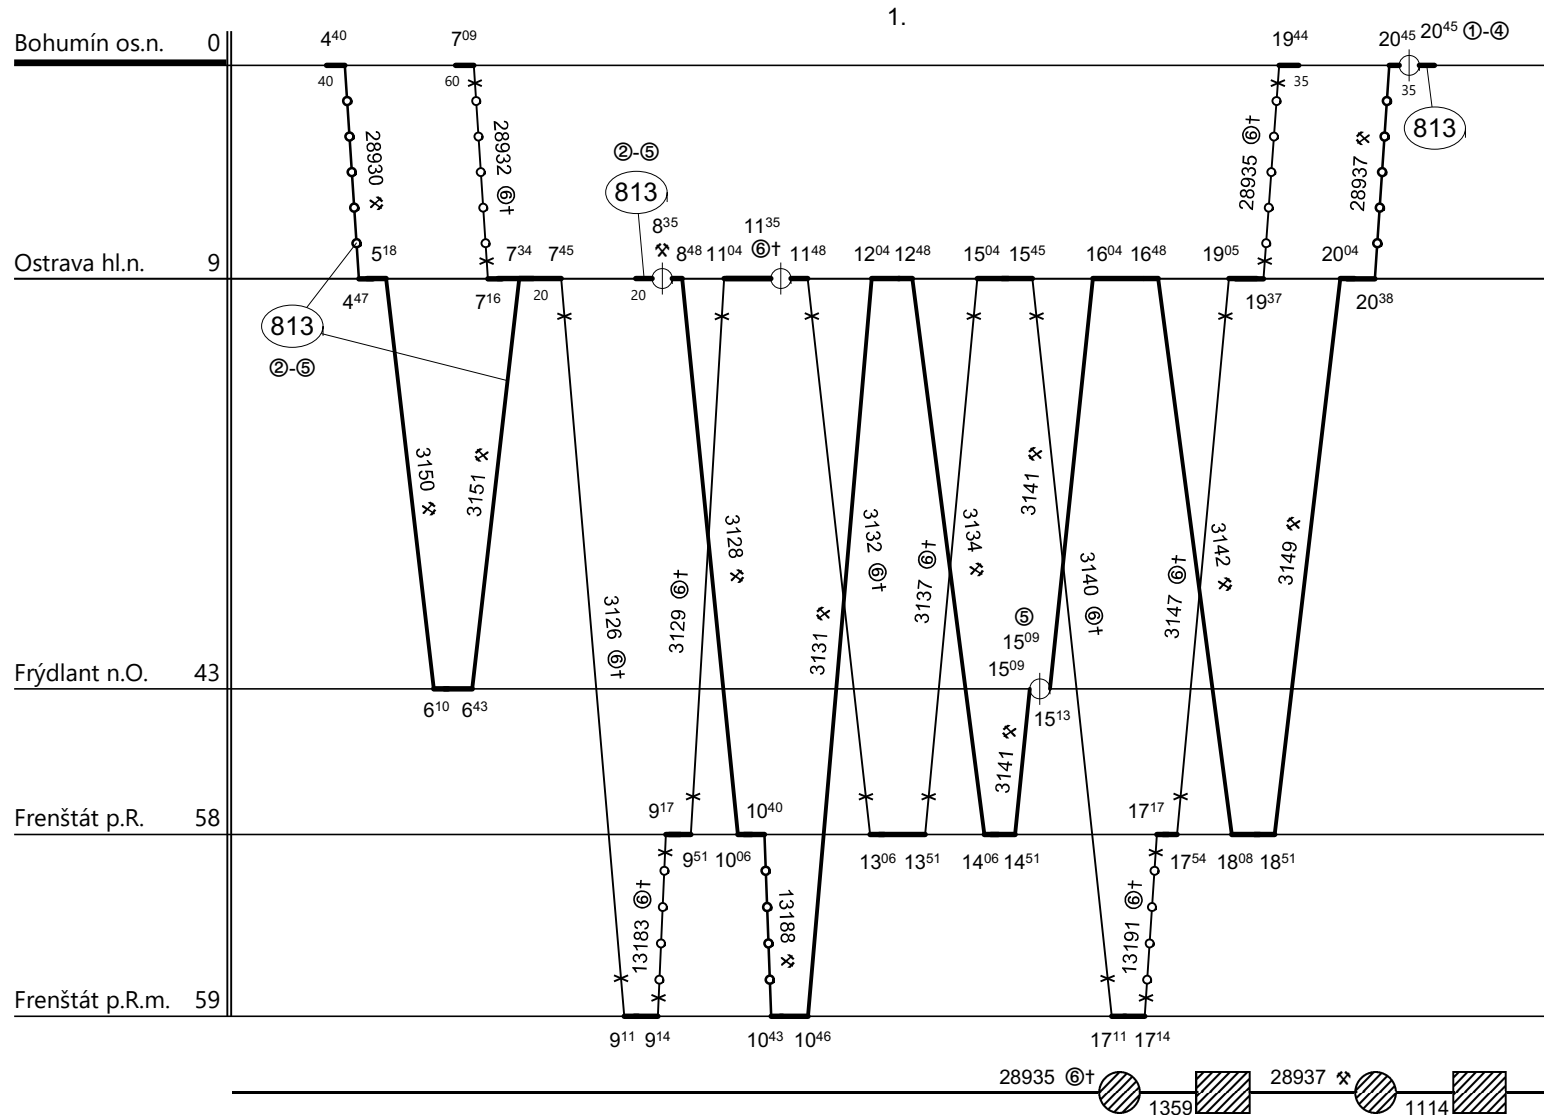 1.
Bohumín os.n. 0
4⁴⁰ 7⁰⁹ 19⁴⁴ 20⁴⁵ 20⁴⁵ ①-④
40 60 35 35
813
28930 ⚒
28932 ⑥†
28935 ⑥†
28937 ⚒
②-⑤
813
8³⁵ 11³⁵
⚒ ⑥†
Ostrava hl.n. 9
5¹⁸ 7³⁴ 7⁴⁵ 8⁴⁸ 11⁰⁴ 11⁴⁸ 12⁰⁴ 12⁴⁸ 15⁰⁴ 15⁴⁵ 16⁰⁴ 16⁴⁸ 19⁰⁵ 20⁰⁴
4⁴⁷ 7¹⁶ 20 20 19³⁷ 20³⁸
813
②-⑤
3150 ⚒
3151 ⚒
3126 ⑥†
3129 ⑥†
3128 ⚒
3131 ⚒
3132 ⑥†
3137 ⑥†
3134 ⚒
3141 ⚒
3140 ⑥†
3147 ⑥†
3142 ⚒
3149 ⚒
⑤
15⁰⁹
15⁰⁹
Frýdlant n.O. 43
6¹⁰ 6⁴³ 15¹³
3141 ⚒
9¹⁷ 10⁴⁰ 17¹⁷
Frenštát p.R. 58
9⁵¹ 10⁰⁶ 13⁰⁶ 13⁵¹ 14⁰⁶ 14⁵¹ 17⁵⁴ 18⁰⁸ 18⁵¹
13183 ⑥†
13188 ⚒
13191 ⑥†
Frenštát p.R.m. 59
9¹¹ 9¹⁴ 10⁴³ 10⁴⁶ 17¹¹ 17¹⁴
28935 ⑥† 28937 ⚒
1359 1114